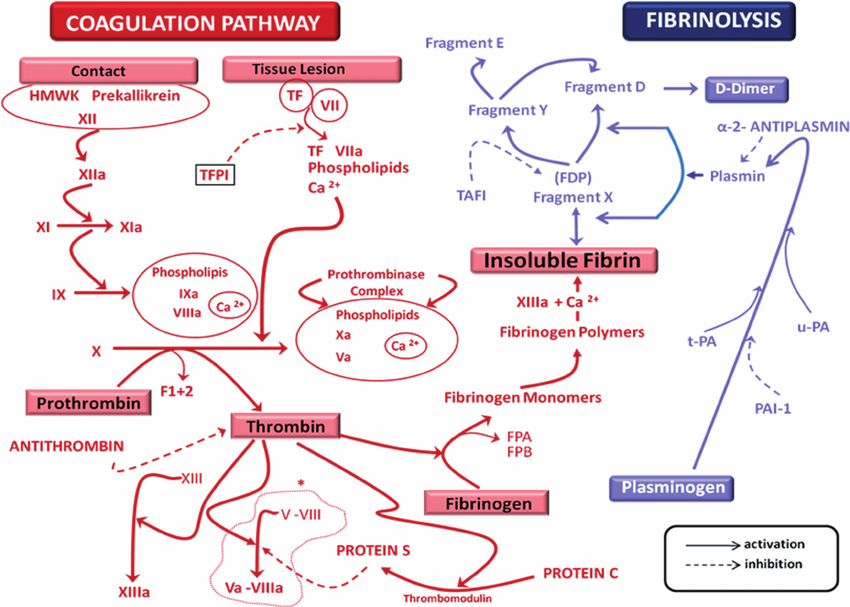 COAGULATION PATHWAY
FIBRINOLYSIS
Contact
HMWK Prekallikrein
XII
XIIa
XI
XIa
IX
Tissue Lesion
TF
VII
TF VIIa
Phospholipids
Ca 2+
TFPI
Phospholipis
IXa
VIIIa
Ca 2+
Prothrombinase
Complex
Phospholipids
Xa
Va
Ca 2+
X
F1+2
Prothrombin
Thrombin
ANTITHROMBIN
XIII
XIIIa
*
V -VIII
Va -VIIIa
PROTEIN S
Thrombomodulin
PROTEIN C
Fibrinogen
FPA
FPB
Fibrinogen Monomers
Fibrinogen Polymers
XIIIa + Ca 2+
Insoluble Fibrin
Fragment E
Fragment Y
Fragment D
D-Dimer
(FDP)
Fragment X
TAFI
α-2- ANTIPLASMIN
Plasmin
t-PA
u-PA
PAI-1
Plasminogen
activation
inhibition